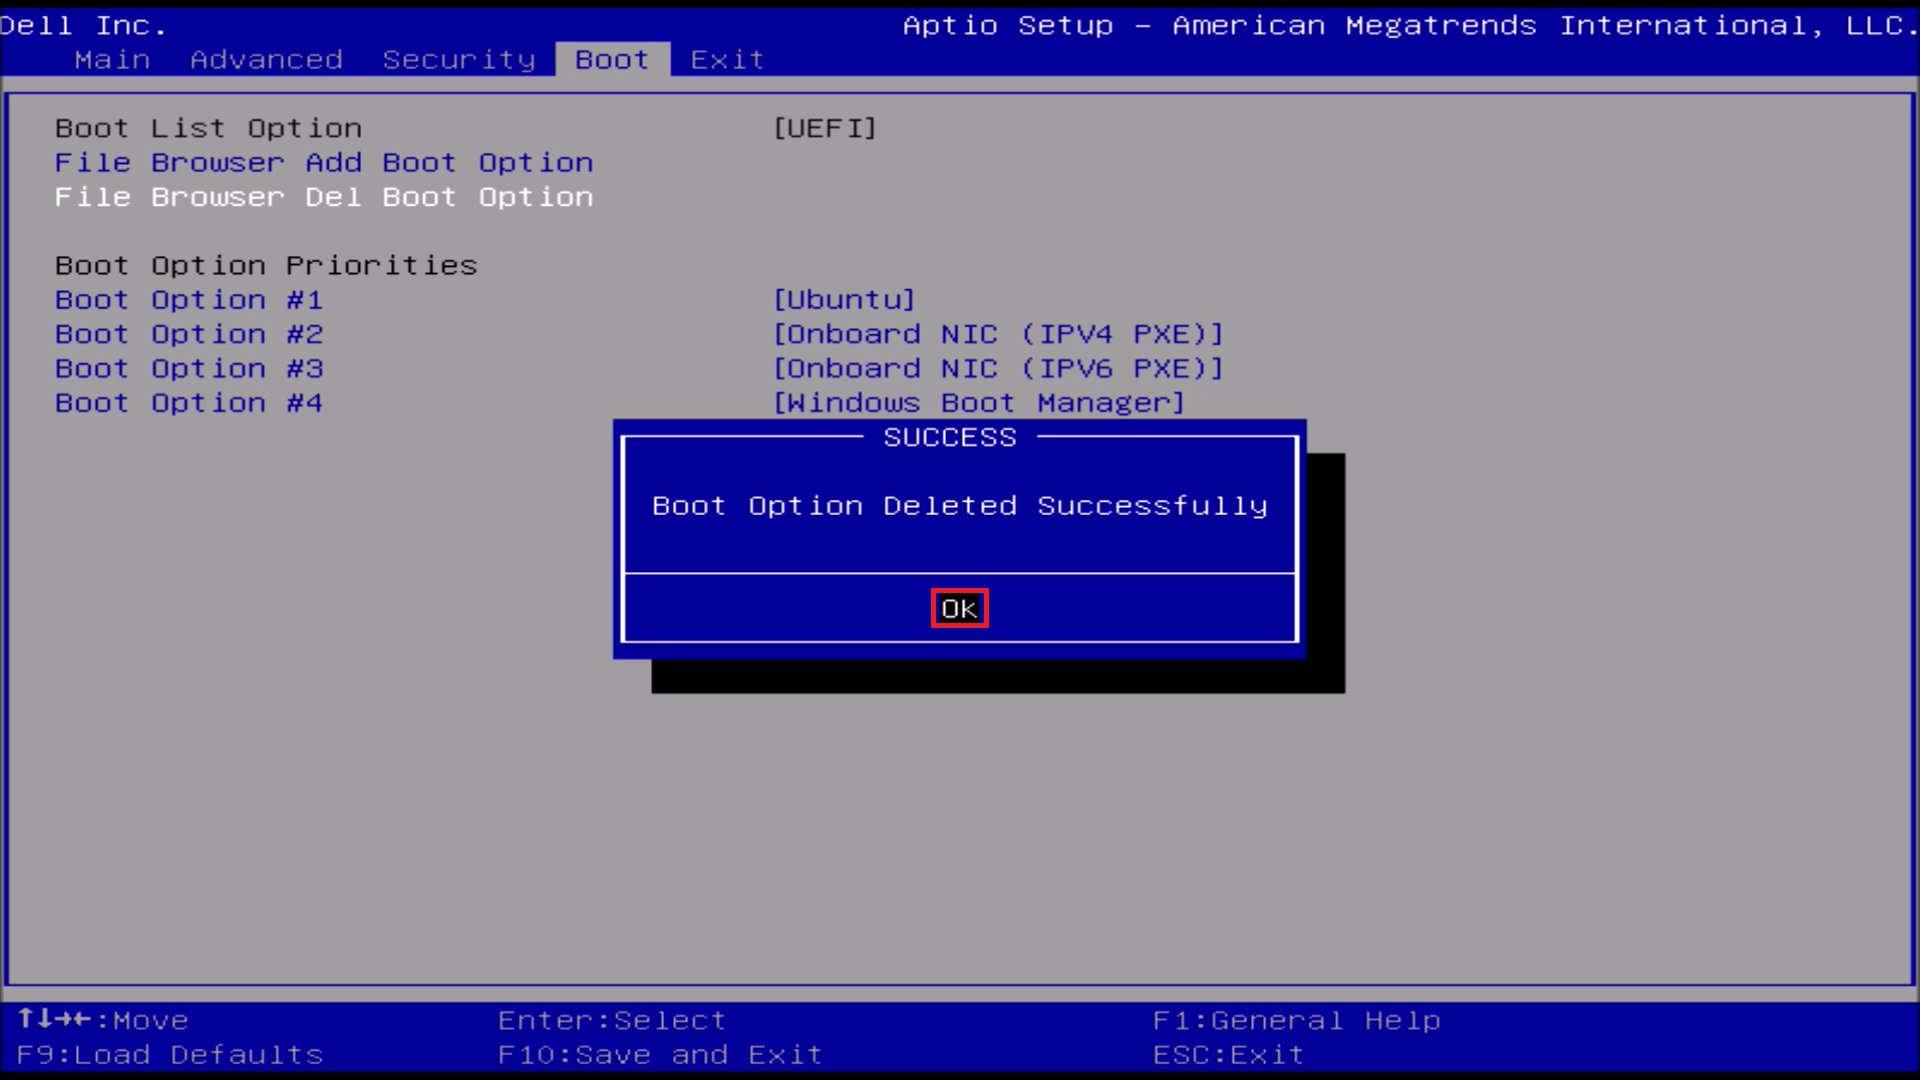 Dell Inc. Aptio Setup – American Megatrends International, LLC.
Main Advanced Security Boot Exit
Boot List Option [UEFI]
File Browser Add Boot Option
File Browser Del Boot Option
Boot Option Priorities
Boot Option #1 [Ubuntu]
Boot Option #2 [Onboard NIC (IPV4 PXE)]
Boot Option #3 [Onboard NIC (IPV6 PXE)]
Boot Option #4 [Windows Boot Manager]
SUCCESS
Boot Option Deleted Successfully
Ok
↑↓→←:Move Enter:Select F1:General Help
F9:Load Defaults F10:Save and Exit ESC:Exit